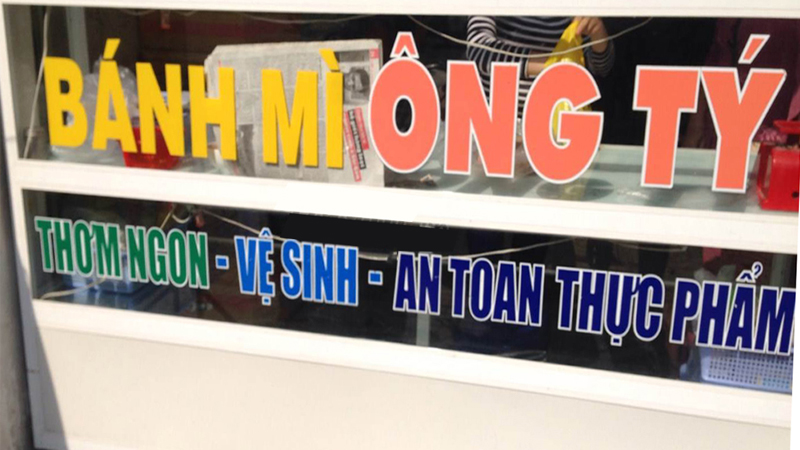 BÁNH MÌ ÔNG TÝ
THƠM NGON - VỆ SINH - AN TOAN THỰC PHẨM